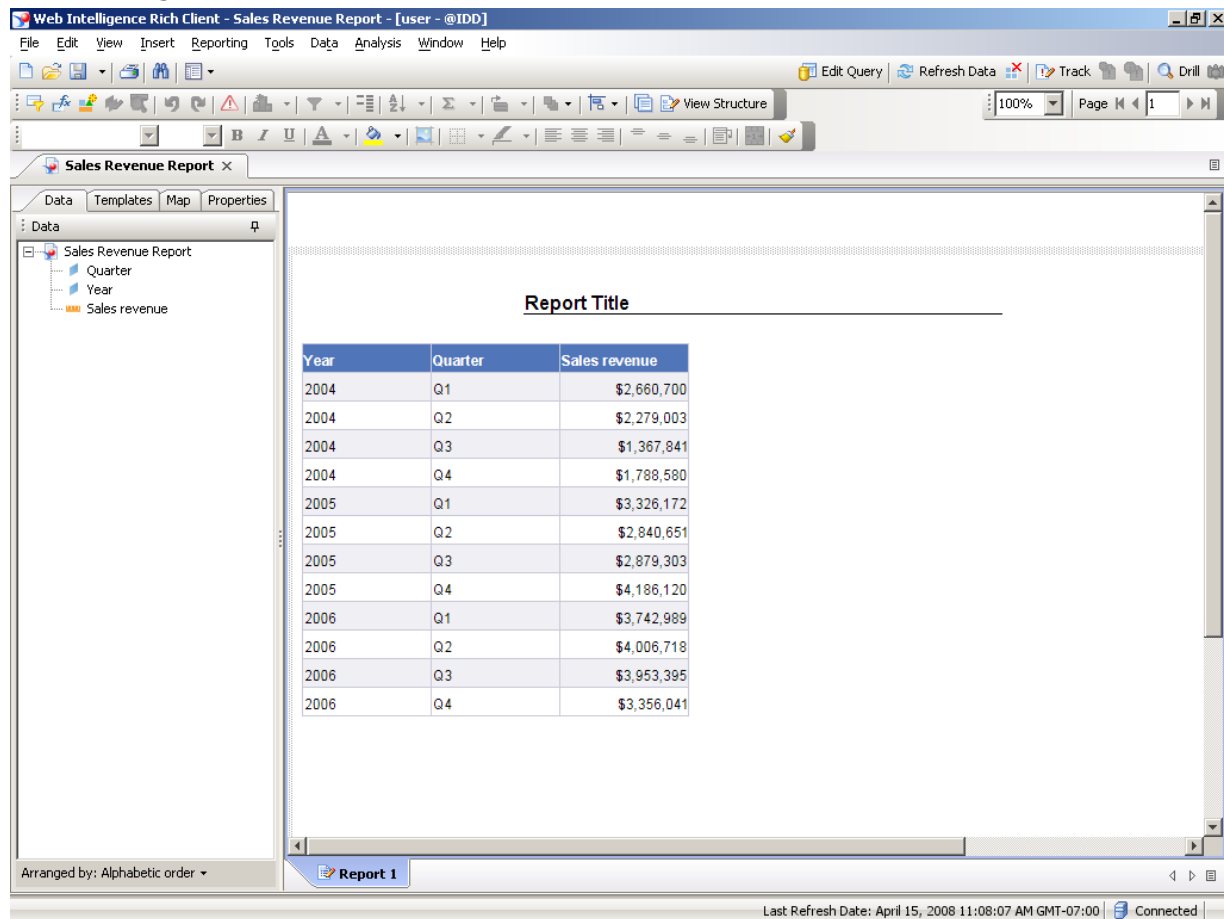 Web Intelligence Rich Client - Sales Revenue Report - [user - @IDD]
File Edit View Insert Reporting Tools Data Analysis Window Help
Edit Query Refresh Data Track Drill
View Structure 100% Page 1
B I U A
Sales Revenue Report
Data Templates Map Properties
Data
Sales Revenue Report
Quarter
Year
Sales revenue
Arranged by: Alphabetic order
Report Title
Year Quarter Sales revenue
2004 Q1 $2,660,700
2004 Q2 $2,279,003
2004 Q3 $1,367,841
2004 Q4 $1,788,580
2005 Q1 $3,326,172
2005 Q2 $2,840,651
2005 Q3 $2,879,303
2005 Q4 $4,186,120
2006 Q1 $3,742,989
2006 Q2 $4,006,718
2006 Q3 $3,953,395
2006 Q4 $3,356,041
Report 1
Last Refresh Date: April 15, 2008 11:08:07 AM GMT-07:00 Connected